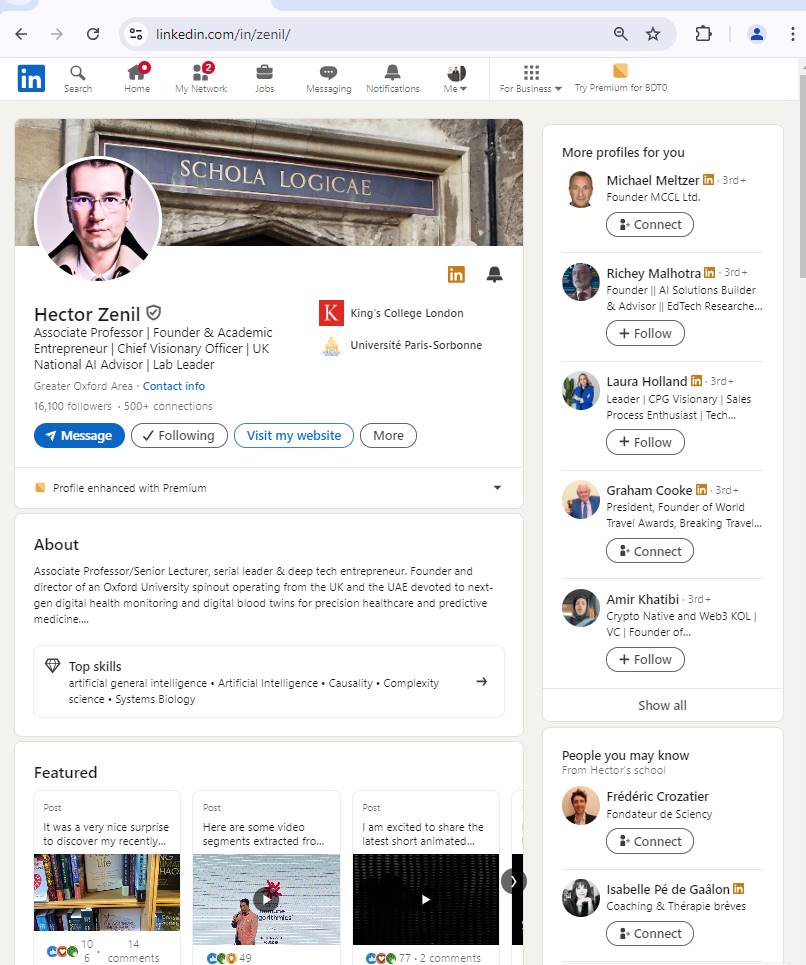 linkedin.com/in/zenil/
in
Search
Home
2
My Network
Jobs
Messaging
Notifications
Me
For Business
Try Premium for BDT0
SCHOLA LOGICAE
Hector Zenil
Associate Professor | Founder & Academic
Entrepreneur | Chief Visionary Officer | UK
National AI Advisor | Lab Leader
Greater Oxford Area · Contact info
16,100 followers · 500+ connections
in
K King's College London
Université Paris-Sorbonne
Message
Following
Visit my website
More
Profile enhanced with Premium
About
Associate Professor/Senior Lecturer, serial leader & deep tech entrepreneur. Founder and
director of an Oxford University spinout operating from the UK and the UAE devoted to next-
gen digital health monitoring and digital blood twins for precision healthcare and predictive
medicine....
Top skills
artificial general intelligence • Artificial Intelligence • Causality • Complexity
science • Systems Biology
Featured
Post
It was a very nice surprise
to discover my recently...
10
6
· 14
comments
Post
Here are some video
segments extracted fro...
49
Post
I am excited to share the
latest short animated...
77 · 2 comments
More profiles for you
Michael Meltzer in · 3rd+
Founder MCCL Ltd.
Connect
Richey Malhotra in · 3rd+
Founder || AI Solutions Builder
& Advisor || EdTech Researche...
+ Follow
Laura Holland in · 3rd+
Leader | CPG Visionary | Sales
Process Enthusiast | Tech...
+ Follow
Graham Cooke in · 3rd+
President, Founder of World
Travel Awards, Breaking Travel...
Connect
Amir Khatibi · 3rd+
Crypto Native and Web3 KOL |
VC | Founder of...
+ Follow
Show all
People you may know
From Hector's school
Frédéric Crozatier
Fondateur de Sciency
Connect
Isabelle Pé de Gaâlon in
Coaching & Thérapie brèves
Connect